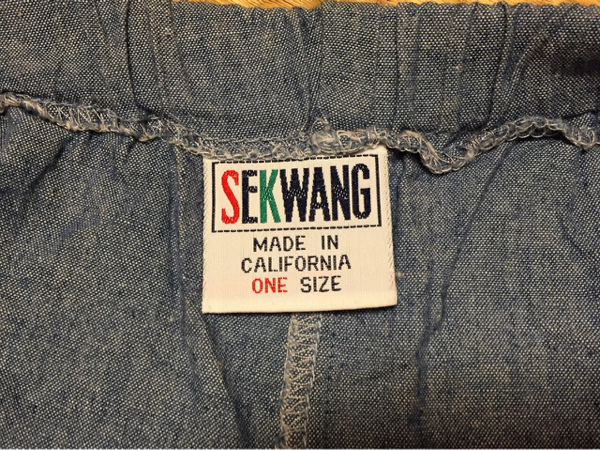 SEKWANG
MADE IN
CALIFORNIA
ONE SIZE